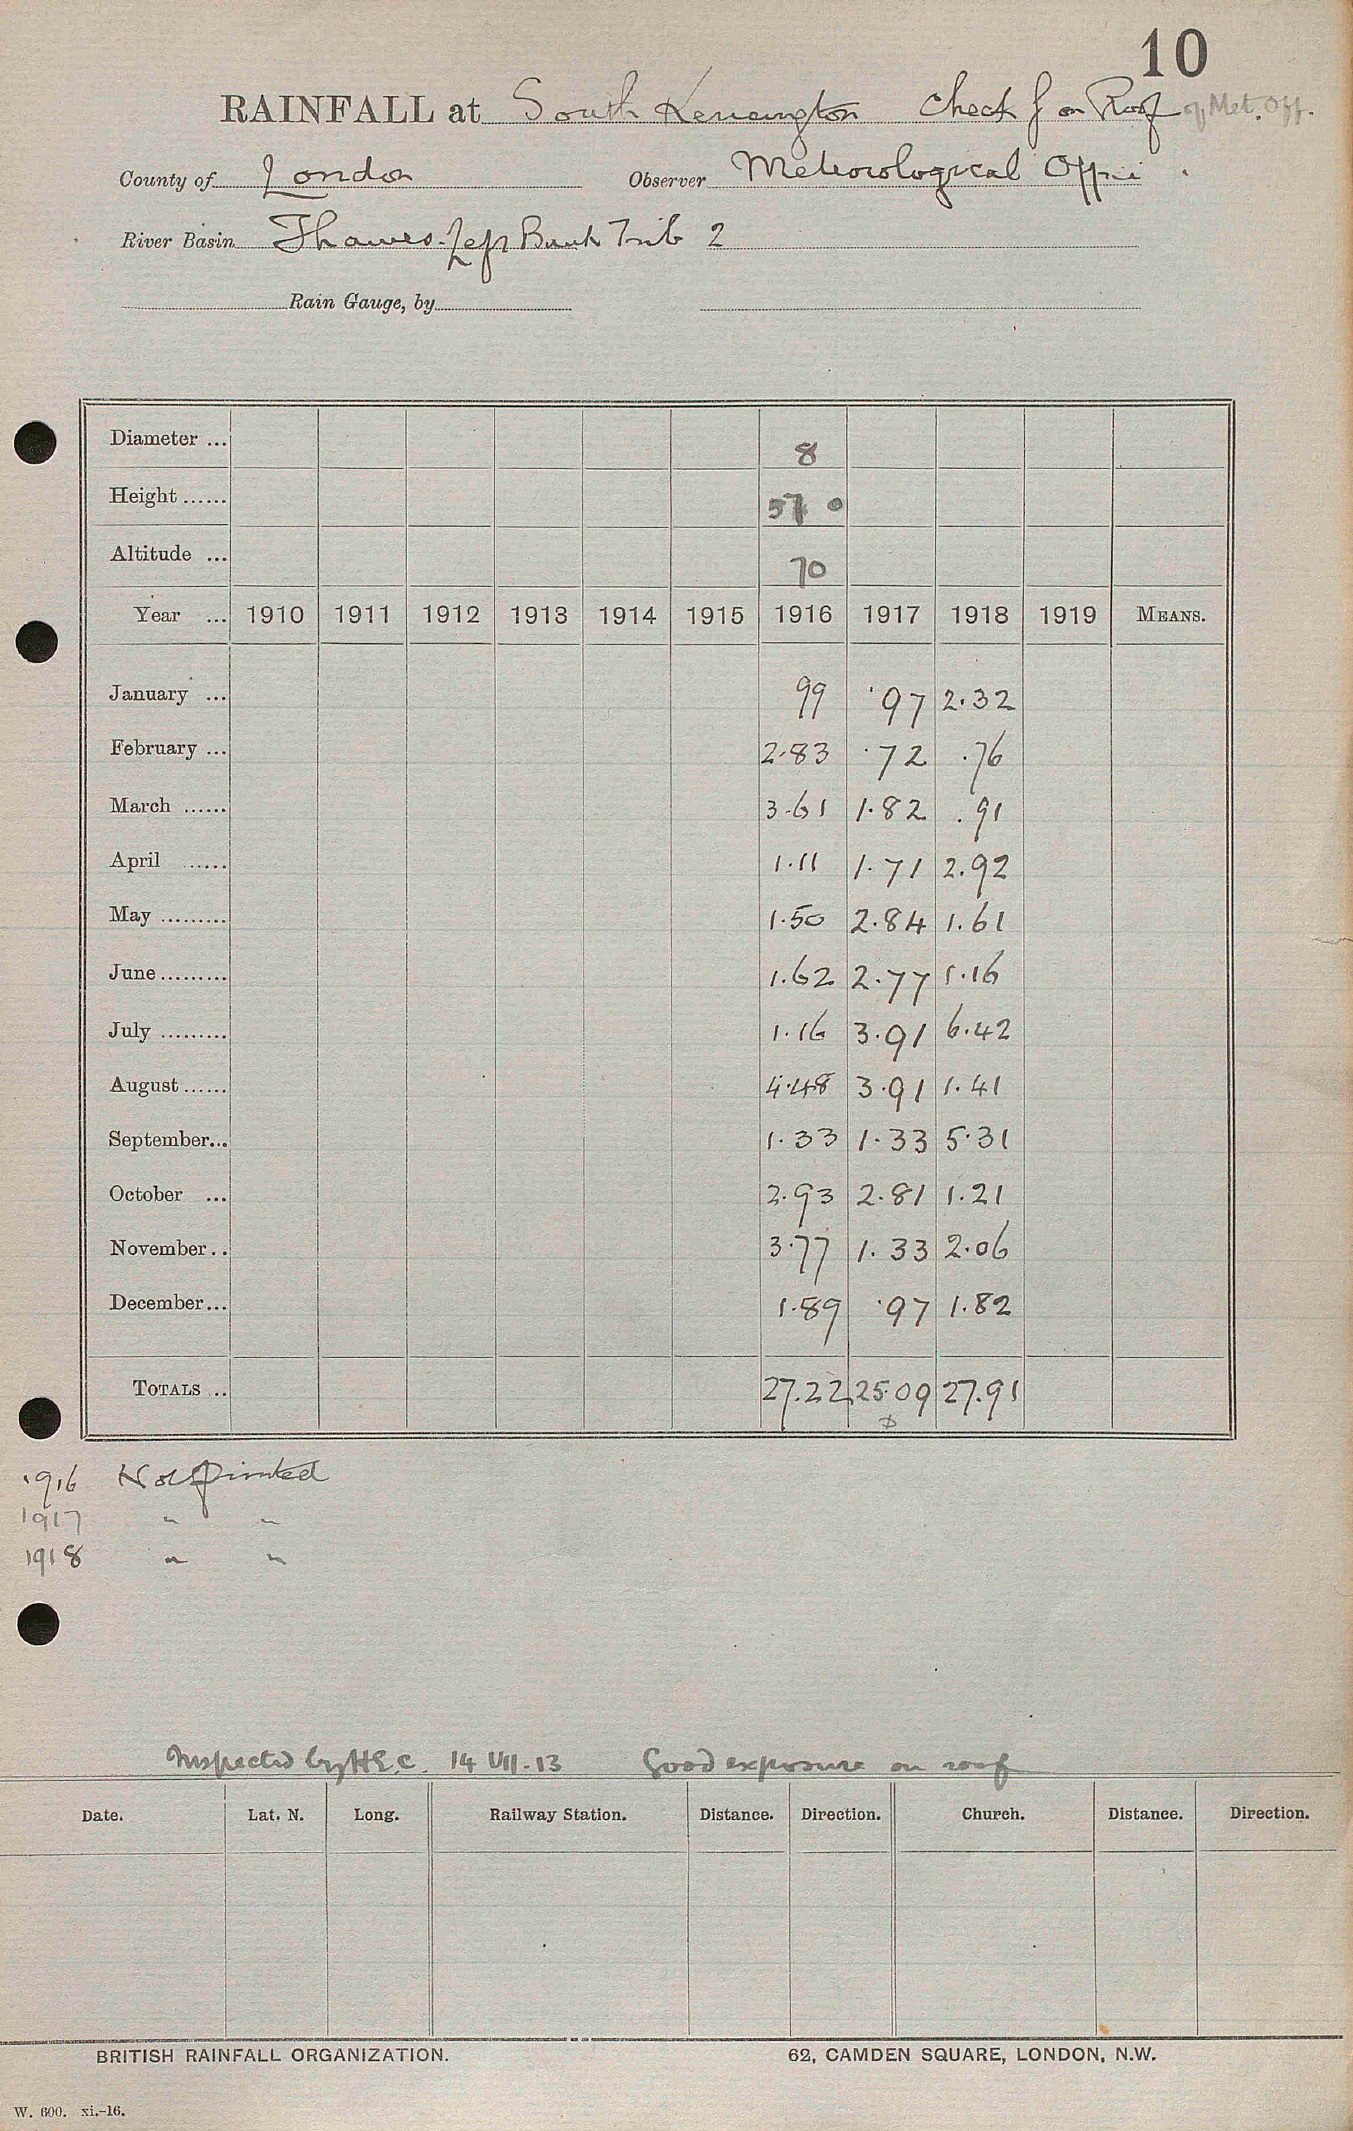 10
RAINFALL at South Kensington Check g on Roof of Met. Off.
County of London Observer Meteorological Office.
River Basin Thames. Left Bank Trib 2
Rain Gauge, by
Diameter ... 8
Height ...... 0
Altitude ... 70
Year ... 1910 1911 1912 1913 1914 1915 1916 1917 1918 1919 MEANS.
January ... 99 .97 2.32
February ... 2.83 .72 .76
March ...... 3.61 1.82 .91
April ...... 1.11 1.71 2.92
May ......... 1.50 2.84 1.61
June ......... 1.62 2.77 1.16
July ......... 1.16 3.91 6.42
August ...... 4.48 3.91 1.41
September... 1.33 1.33 5.31
October ... 2.93 2.81 1.21
November.. 3.77 1.33 2.06
December... 1.89 .97 1.82
TOTALS ... 27.22 25.09 27.91
1916 Not printed
1917 " "
1918 " "
Inspected by H.E.C. 14 VII.13 Good exposure on roof
Date. Lat. N. Long. Railway Station. Distance. Direction. Church. Distance. Direction.
BRITISH RAINFALL ORGANIZATION. 62, CAMDEN SQUARE, LONDON, N.W.
W. 600. xi.-16.